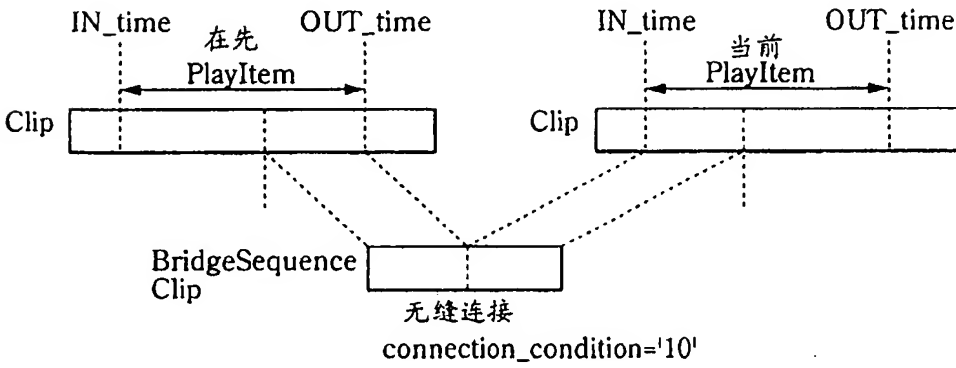 IN_time
在先
OUT_time
PlayItem
Clip
IN_time
当前
OUT_time
PlayItem
Clip
BridgeSequence
Clip
无缝连接
connection_condition='10'